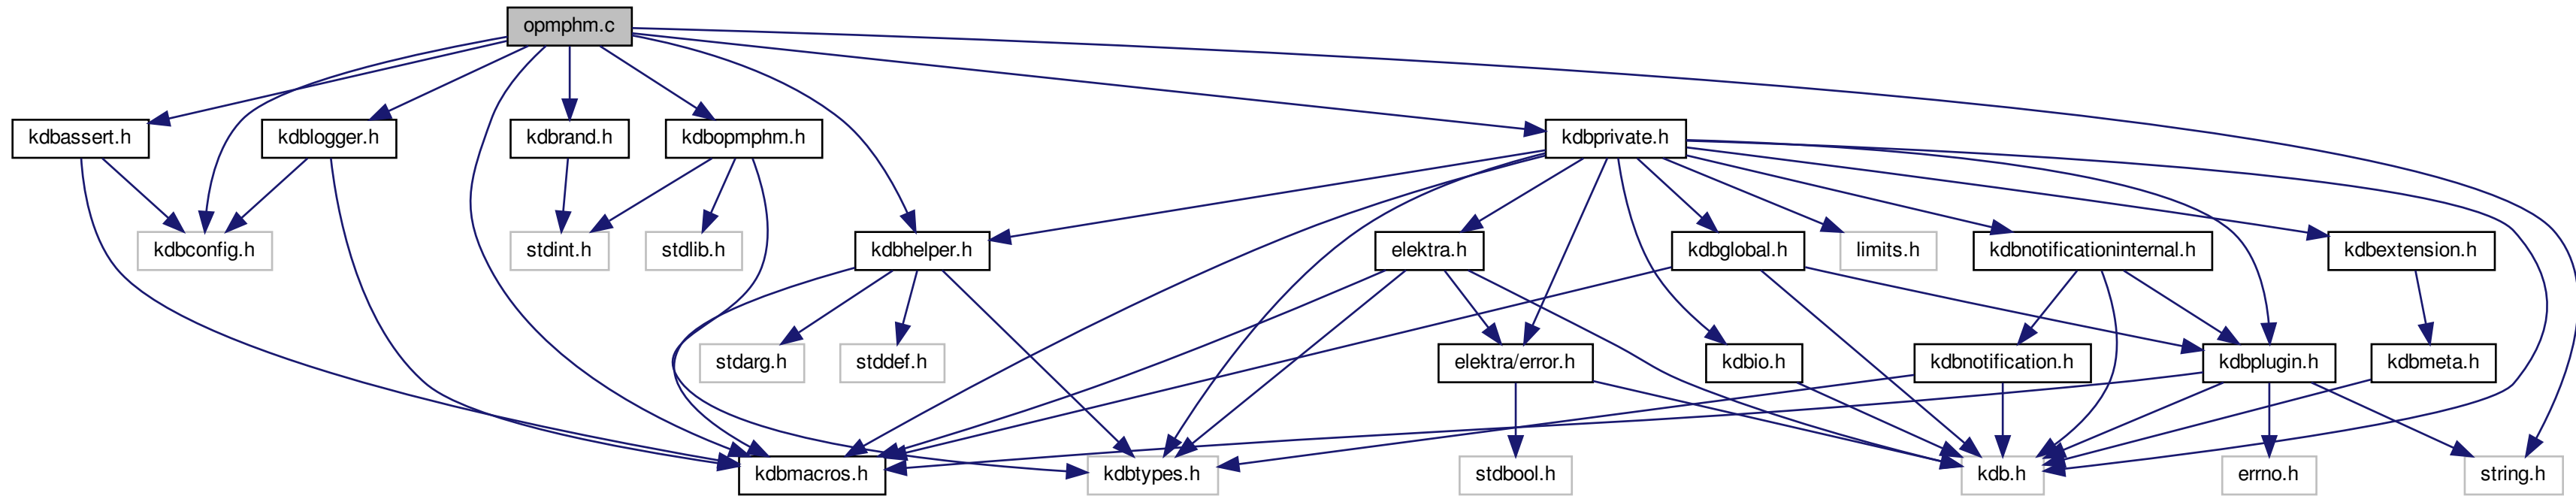 opmphm.c
kdbassert.h
kdblogger.h
kdbrand.h
kdbopmphm.h
kdbprivate.h
kdbconfig.h
stdint.h
stdlib.h
kdbhelper.h
elektra.h
kdbglobal.h
limits.h
kdbnotificationinternal.h
kdbextension.h
stdarg.h
stddef.h
elektra/error.h
kdbio.h
kdbnotification.h
kdbplugin.h
kdbmeta.h
kdbmacros.h
kdbtypes.h
stdbool.h
kdb.h
errno.h
string.h